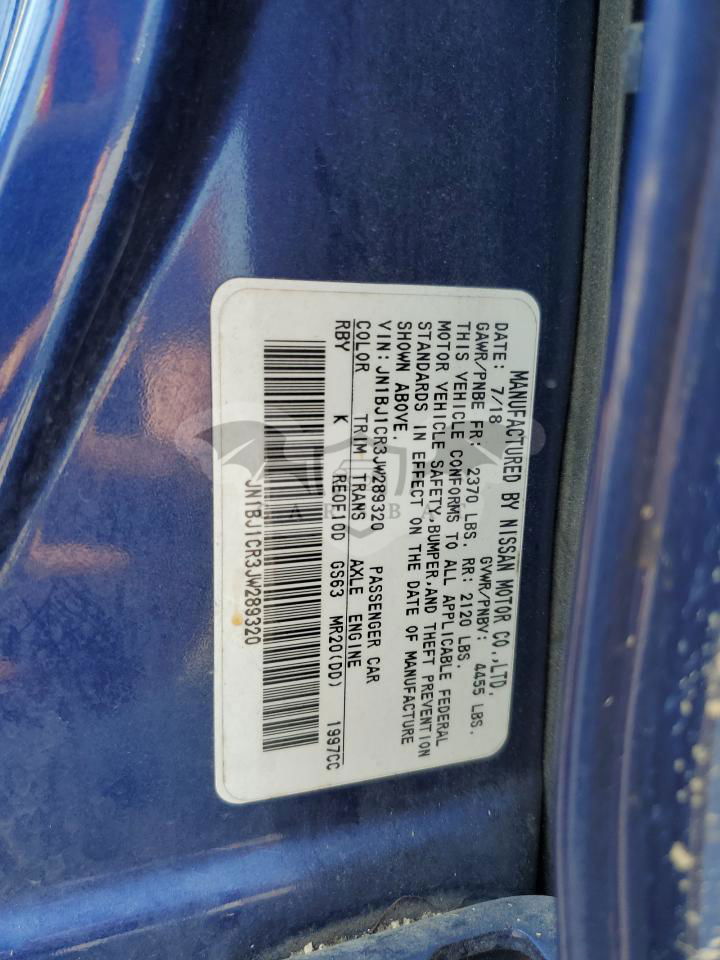 MANUFACTURED BY NISSAN MOTOR CO.,LTD.
DATE: 7/18 GVWR/PNBV: 4455 LBS.
GAWR/PNBE FR: 2370 LBS. RR: 2120 LBS.
THIS VEHICLE CONFORMS TO ALL APPLICABLE FEDERAL
MOTOR VEHICLE SAFETY,BUMPER,AND THEFT PREVENTION
STANDARDS IN EFFECT ON THE DATE OF MANUFACTURE
SHOWN ABOVE.
VIN: JN1BJ1CR3JW289320 PASSENGER CAR
COLOR TRIM TRANS AXLE ENGINE
RBY K RE0F10D GS63 MR20(DD) 1997CC
JN1BJ1CR3JW289320